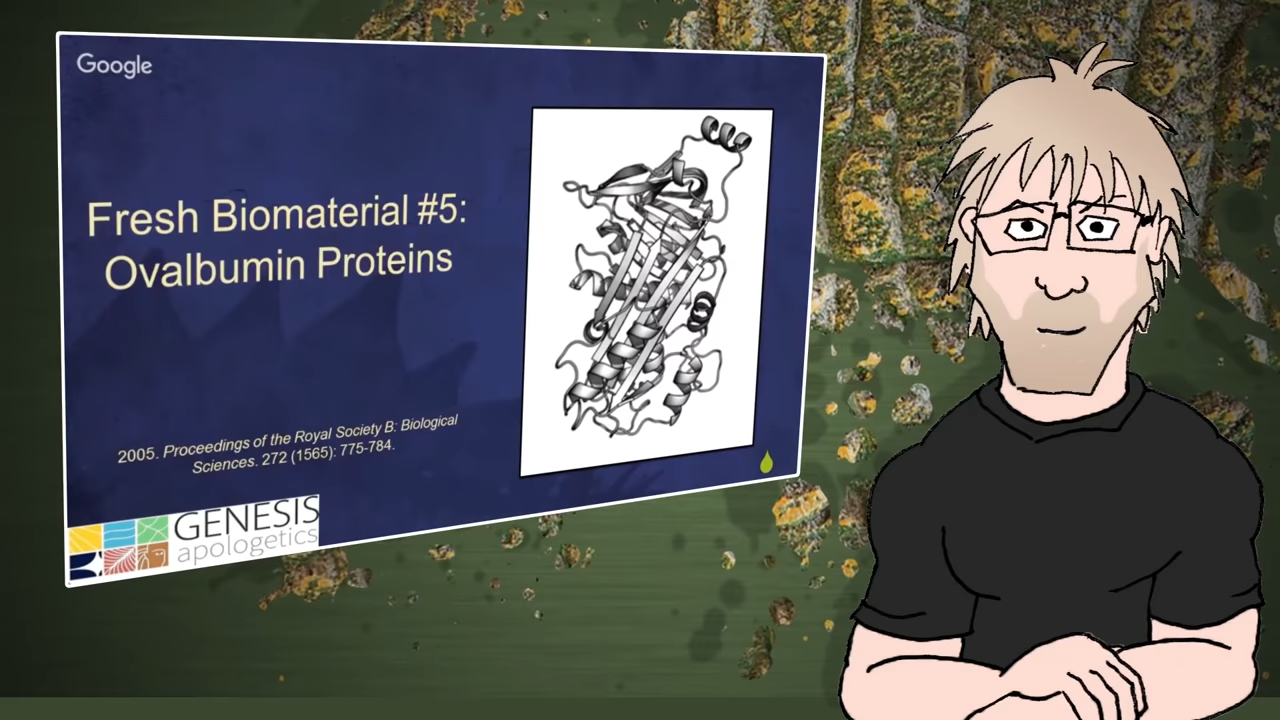 Google
Fresh Biomaterial #5:
Ovalbumin Proteins
2005. Proceedings of the Royal Society B: Biological
Sciences. 272 (1565): 775-784.
GENESIS
apologetics